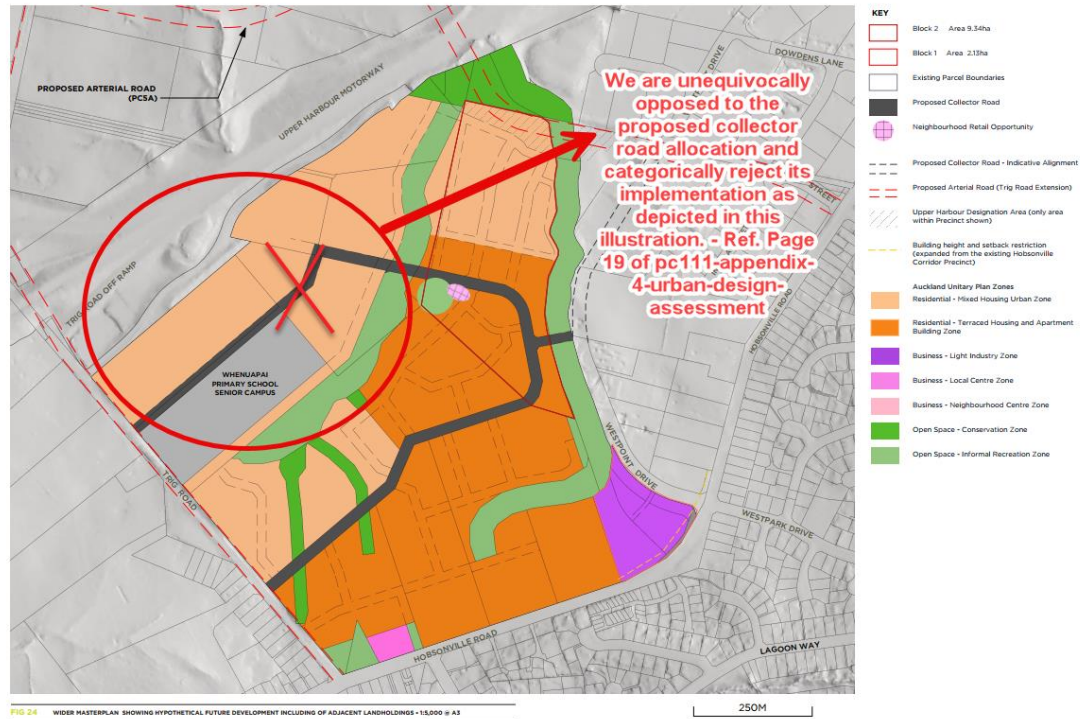 PROPOSED ARTERIAL ROAD
(PC5A)
UPPER HARBOUR MOTORWAY
DOWDENS LANE
DRIVE
STREET
We are unequivocally
opposed to the
proposed collector
road allocation and
categorically reject its
implementation as
depicted in this
illustration. - Ref. Page
19 of pc111-appendix-
4-urban-design-
assessment
TRIG ROAD OFF RAMP
HOBSONVILLE ROAD
WHENUAPAI
PRIMARY SCHOOL
SENIOR CAMPUS
TRIG ROAD
WESTPOINT DRIVE
WESTPARK DRIVE
HOBSONVILLE ROAD
LAGOON WAY
KEY
Block 2 Area 9.34ha
Block 1 Area 2.13ha
Existing Parcel Boundaries
Proposed Collector Road
Neighbourhood Retail Opportunity
Proposed Collector Road - Indicative Alignment
Proposed Arterial Road (Trig Road Extension)
Upper Harbour Designation Area (only area
within Precinct shown)
Building height and setback restriction
(expanded from the existing Hobsonville
Corridor Precinct)
Auckland Unitary Plan Zones
Residential - Mixed Housing Urban Zone
Residential - Terraced Housing and Apartment
Building Zone
Business - Light Industry Zone
Business - Local Centre Zone
Business - Neighbourhood Centre Zone
Open Space - Conservation Zone
Open Space - Informal Recreation Zone
FIG 24 WIDER MASTERPLAN SHOWING HYPOTHETICAL FUTURE DEVELOPMENT INCLUDING OF ADJACENT LANDHOLDINGS - 1:5,000 @ A3
250M